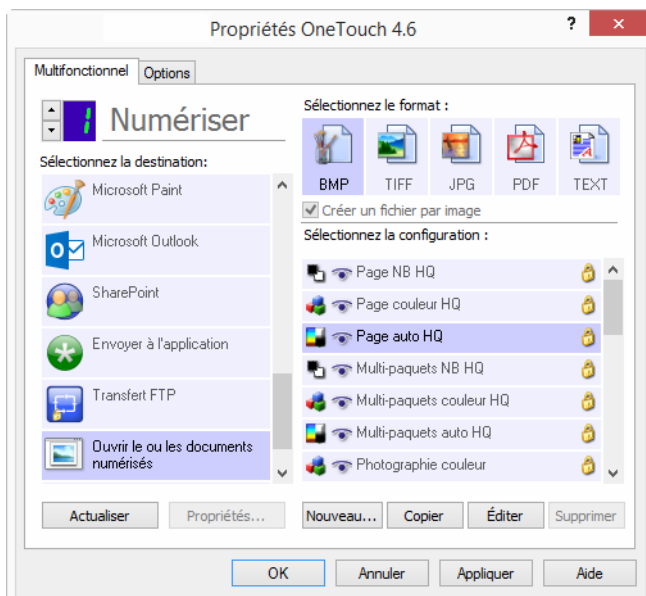 Propriétés OneTouch 4.6
?
x
Multifonctionnel
Options
1
Numériser
Sélectionnez la destination:
Microsoft Paint
Microsoft Outlook
SharePoint
Envoyer à l'application
Transfert FTP
Ouvrir le ou les documents
numérisés
Actualiser
Propriétés...
Sélectionnez le format :
BMP
TIFF
JPG
PDF
TEXT
Créer un fichier par image
Sélectionnez la configuration :
Page NB HQ
Page couleur HQ
Page auto HQ
Multi-paquets NB HQ
Multi-paquets couleur HQ
Multi-paquets auto HQ
Photographie couleur
Nouveau...
Copier
Éditer
Supprimer
OK
Annuler
Appliquer
Aide